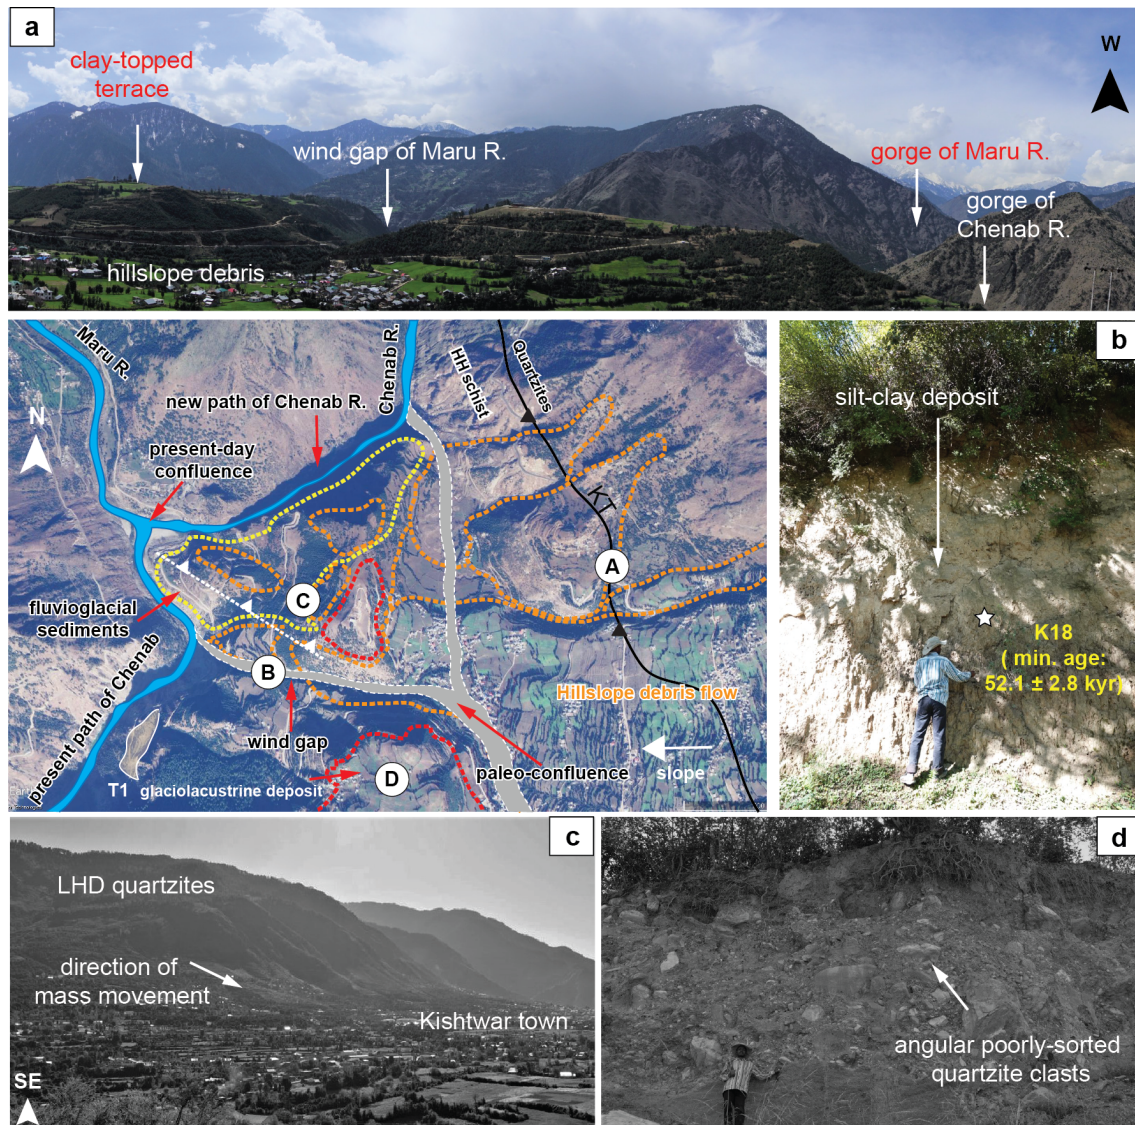 a
W
clay-topped
terrace
wind gap of Maru R.
gorge of Maru R.
gorge of
Chenab R.
hillslope debris
Maru R.
Chenab R.
HH schist
Quartzites
new path of Chenab R.
N
present-day
confluence
KT
A
C
fluvioglacial
sediments
B
Hillslope debris flow
present path of Chenab
wind gap
paleo-confluence
slope
D
T1 glaciolacustrine deposit
b
silt-clay deposit
K18
( min. age:
52.1 ± 2.8 kyr)
c
LHD quartzites
direction of
mass movement
Kishtwar town
SE
d
angular poorly-sorted
quartzite clasts